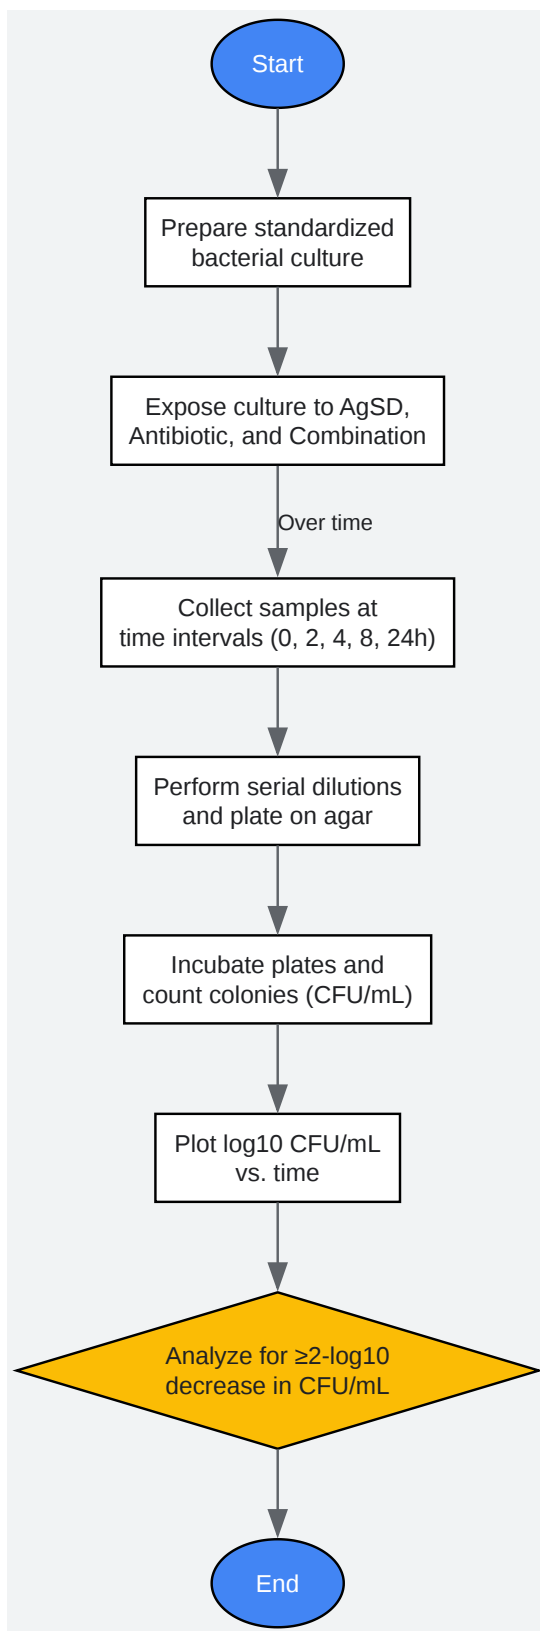 Start
Prepare standardized
bacterial culture
Expose culture to AgSD,
Antibiotic, and Combination
Over time
Collect samples at
time intervals (0, 2, 4, 8, 24h)
Perform serial dilutions
and plate on agar
Incubate plates and
count colonies (CFU/mL)
Plot log10 CFU/mL
vs. time
Analyze for ≥2-log10
decrease in CFU/mL
End